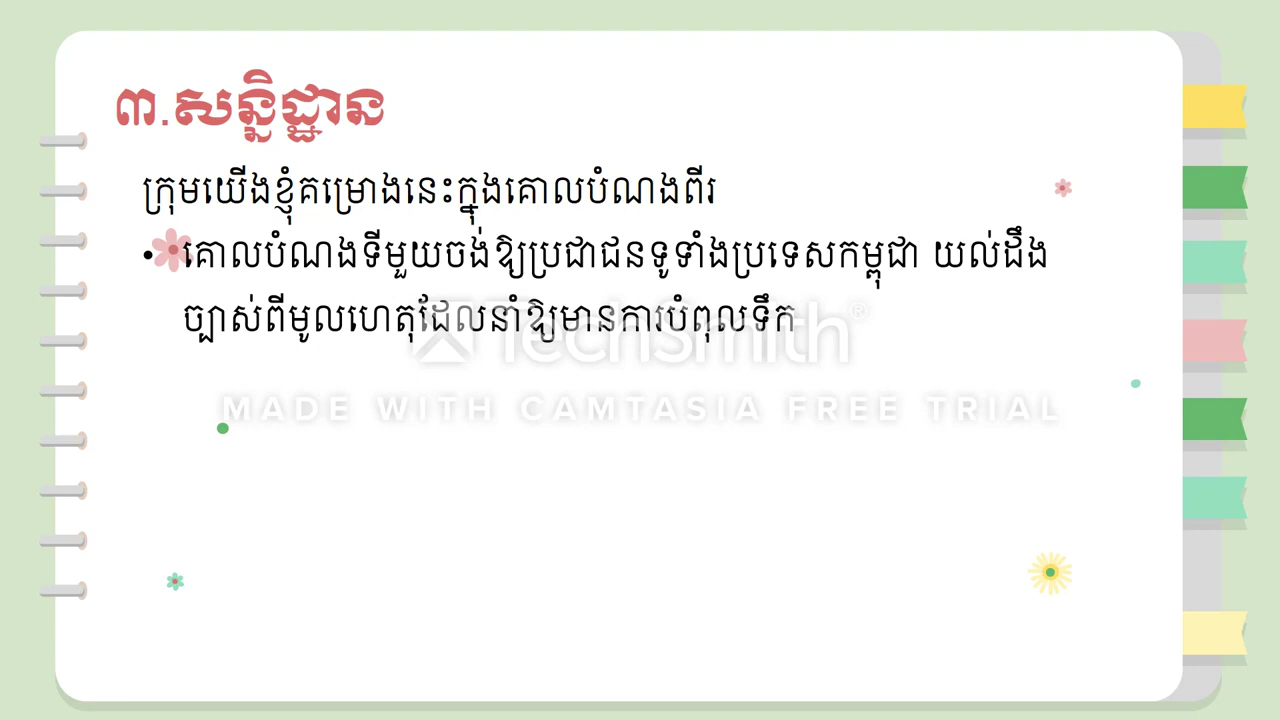 ៣.សន្និដ្ឋាន
ក្រុមយើងខ្ញុំគម្រោងនេះក្នុងគោលបំណងពីរ
• គោលបំណងទីមួយចង់ឱ្យប្រជាជនទូទាំងប្រទេសកម្ពុជា យល់ដឹង
ច្បាស់ពីមូលហេតុដែលនាំឱ្យមានការបំពុលទឹក
TechSmith®
MADE WITH CAMTASIA FREE TRIAL